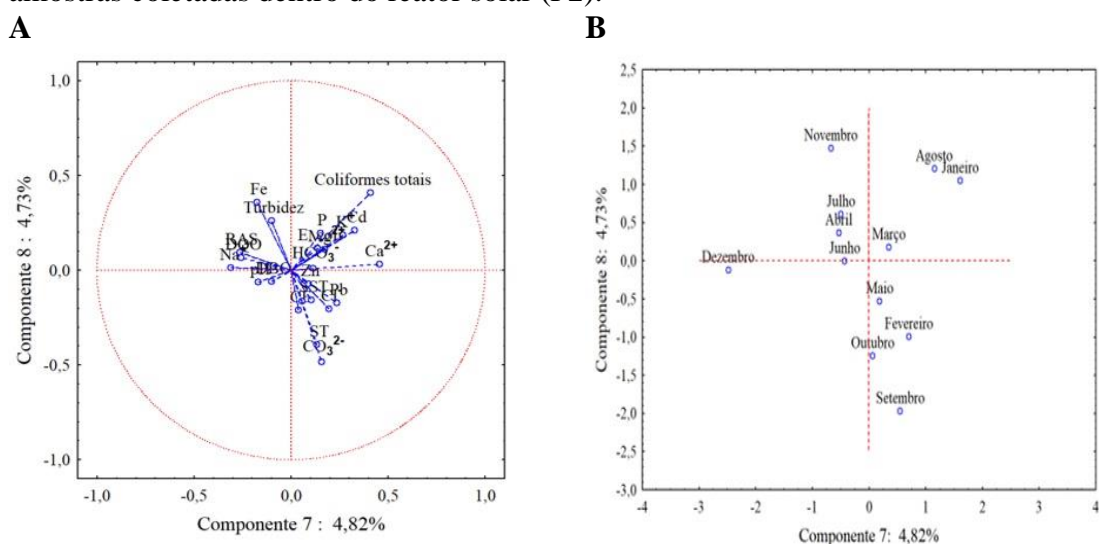 amostras coletadas dentro do reator solar (P2).
A
B
1,0
0,5
0,0
-0,5
-1,0
-1,0
-0,5
0,0
0,5
1,0
Componente 8 : 4,73%
Componente 7 : 4,82%
Coliformes totais
Fe
Turbidez
P
K
Cd
RAS
DQO
Na
Ca²⁺
Zn
Pb
ST
CO₃²⁻
2,5
2,0
1,5
1,0
0,5
0,0
-0,5
-1,0
-1,5
-2,0
-2,5
-3,0
-4
-3
-2
-1
0
1
2
3
4
Componente 8: 4,73%
Componente 7: 4,82%
Novembro
Agosto
Janeiro
Julho
Abril
Março
Junho
Dezembro
Maio
Fevereiro
Outubro
Setembro